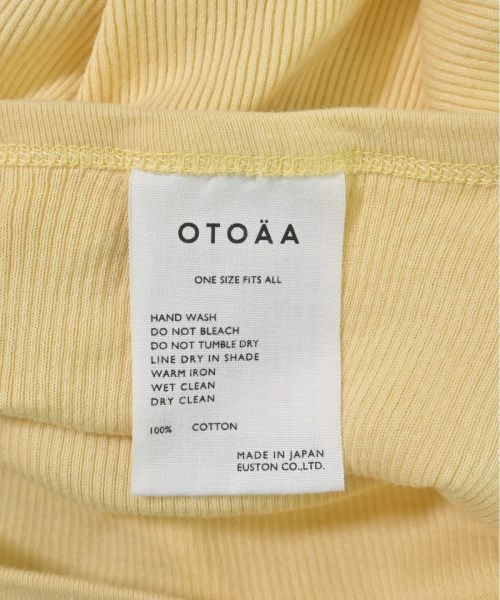 OTOÄA
ONE SIZE FITS ALL
HAND WASH
DO NOT BLEACH
DO NOT TUMBLE DRY
LINE DRY IN SHADE
WARM IRON
WET CLEAN
DRY CLEAN
100% COTTON
MADE IN JAPAN
EUSTON CO.,LTD.